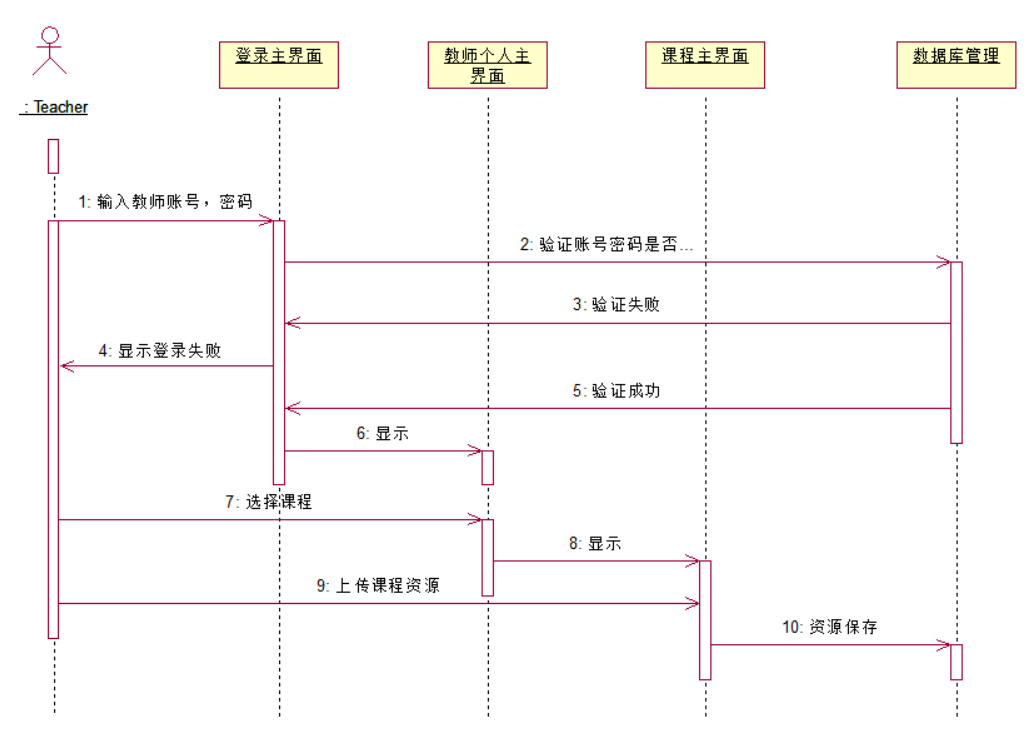 : Teacher
登录主界面
教师个人主
界面
课程主界面
数据库管理
1: 输入教师账号，密码
2: 验证账号密码是否...
3: 验证失败
4: 显示登录失败
5: 验证成功
6: 显示
7: 选择课程
8: 显示
9: 上传课程资源
10: 资源保存